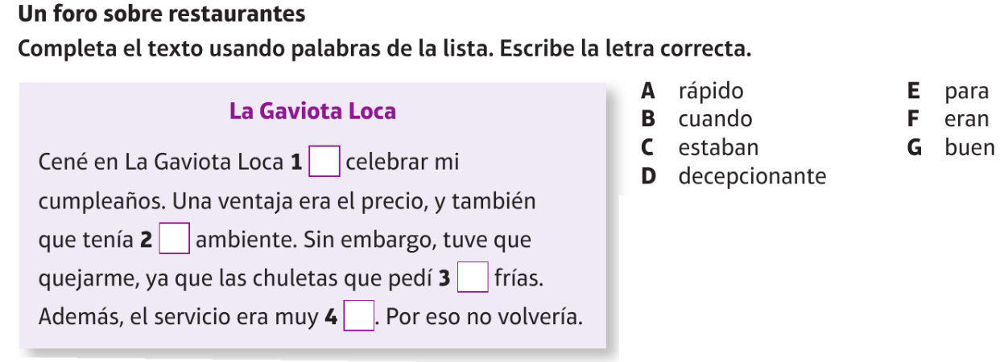 Un foro sobre restaurantes
Completa el texto usando palabras de la lista. Escribe la letra correcta.
La Gaviota Loca
Cené en La Gaviota Loca 1 celebrar mi
cumpleaños. Una ventaja era el precio, y también
que tenía 2 ambiente. Sin embargo, tuve que
quejarme, ya que las chuletas que pedí 3 frías.
Además, el servicio era muy 4 . Por eso no volvería.
A rápido
B cuando
C estaban
D decepcionante
E para
F eran
G buen